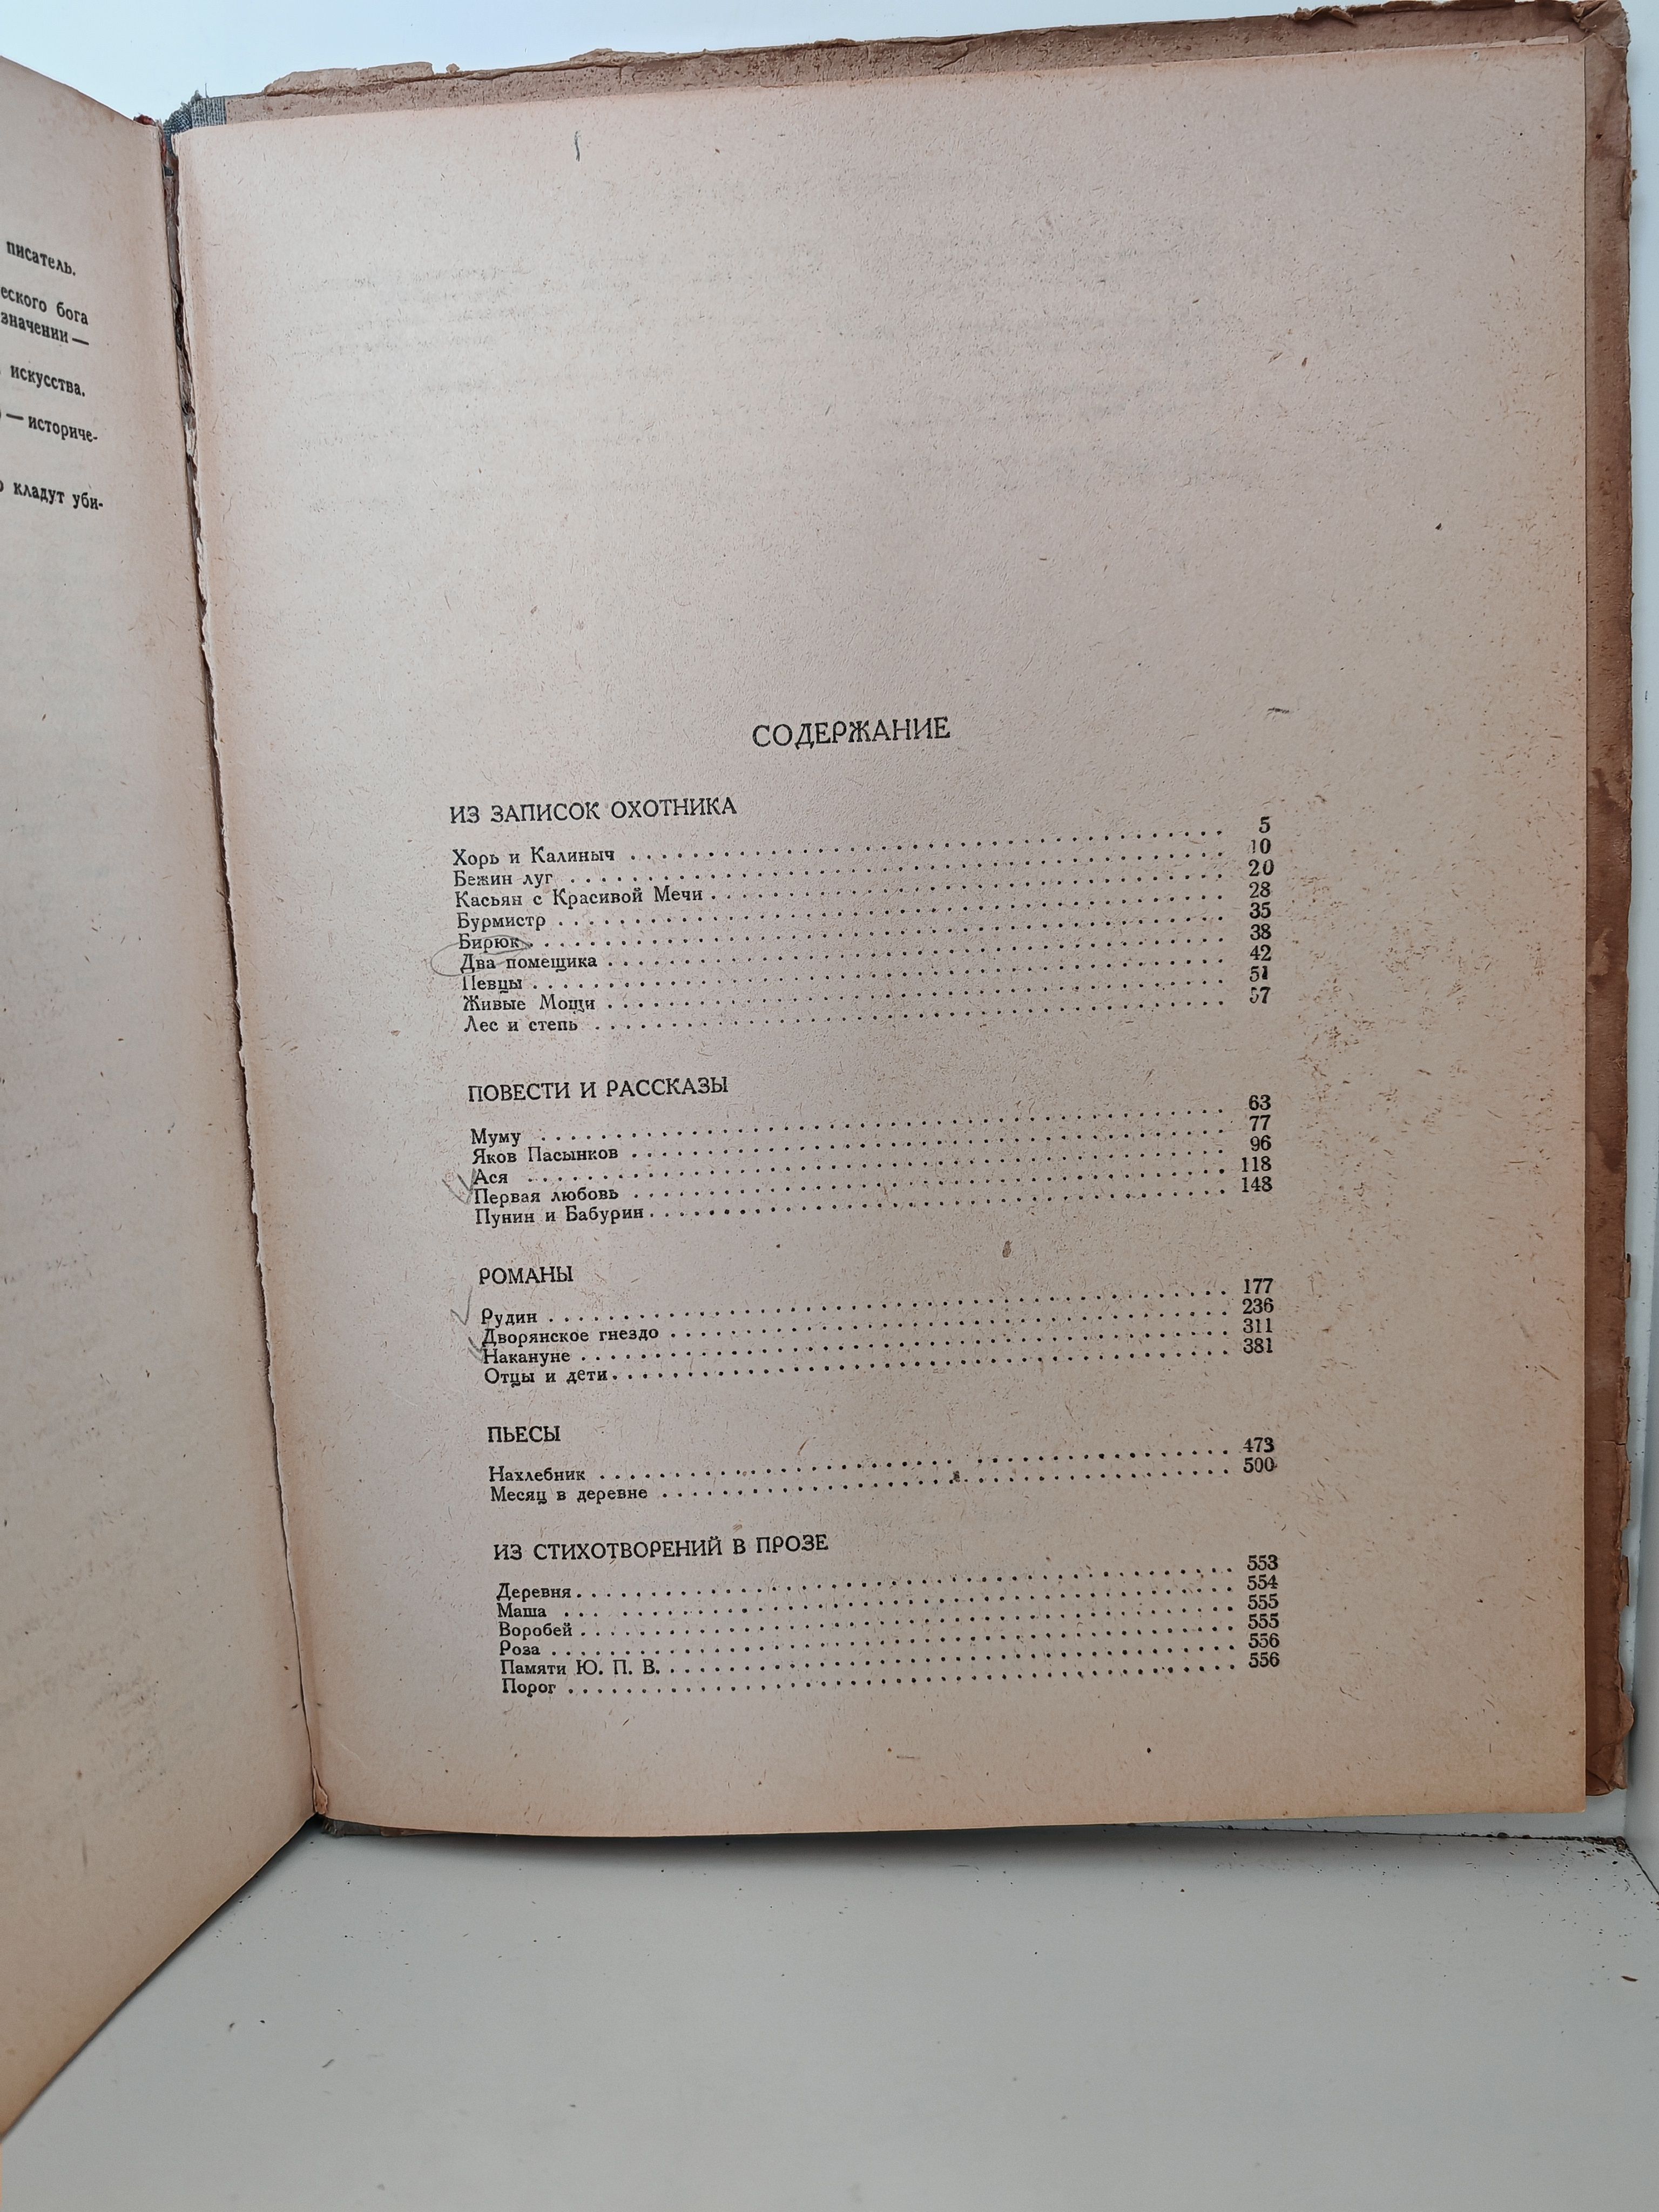 писатель.
еского бога
значении —
искусства.
— историче-
кладут уби-
СОДЕРЖАНИЕ
ИЗ ЗАПИСОК ОХОТНИКА
Хорь и Калиныч . . . . . . . . . . 5
Бежин луг . . . . . . . . . . 10
Касьян с Красивой Мечи . . . . . . . . . . 20
Бурмистр . . . . . . . . . . 28
Бирюк . . . . . . . . . . 35
Два помещика . . . . . . . . . . 38
Певцы . . . . . . . . . . 42
Живые Мощи . . . . . . . . . . 51
Лес и степь . . . . . . . . . . 57
ПОВЕСТИ И РАССКАЗЫ
Муму . . . . . . . . . . 63
Яков Пасынков . . . . . . . . . . 77
Ася . . . . . . . . . . 96
Первая любовь . . . . . . . . . . 118
Пунин и Бабурин . . . . . . . . . . 148
РОМАНЫ
Рудин . . . . . . . . . . 177
Дворянское гнездо . . . . . . . . . . 236
Накануне . . . . . . . . . . 311
Отцы и дети . . . . . . . . . . 381
ПЬЕСЫ
Нахлебник . . . . . . . . . . 473
Месяц в деревне . . . . . . . . . . 500
ИЗ СТИХОТВОРЕНИЙ В ПРОЗЕ
Деревня . . . . . . . . . . 553
Маша . . . . . . . . . . 554
Воробей . . . . . . . . . . 555
Роза . . . . . . . . . . 555
Памяти Ю. П. В. . . . . . . . . . . 556
Порог . . . . . . . . . . 556